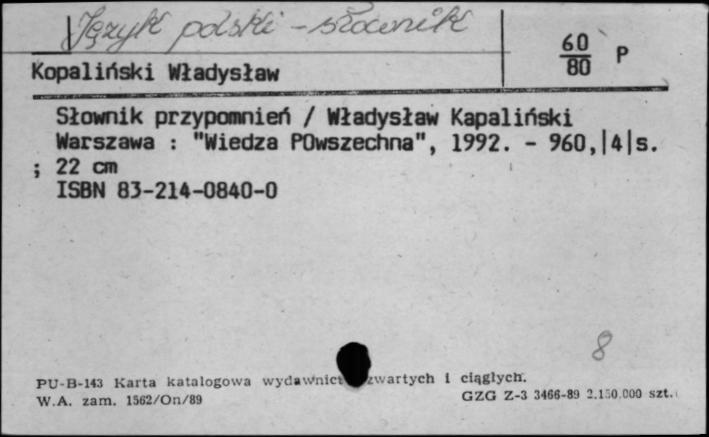 Język polski - słownik
60
80 P
Kopaliński Władysław
Słownik przypomnień / Władysław Kapaliński
Warszawa : "Wiedza POwszechna", 1992. - 960,|4|s.
; 22 cm
ISBN 83-214-0840-0
8
PU-B-143 Karta katalogowa wydawnict zwartych i ciągłych.
W.A. zam. 1562/On/89
GZG Z-3 3466-89 2.150.000 szt.